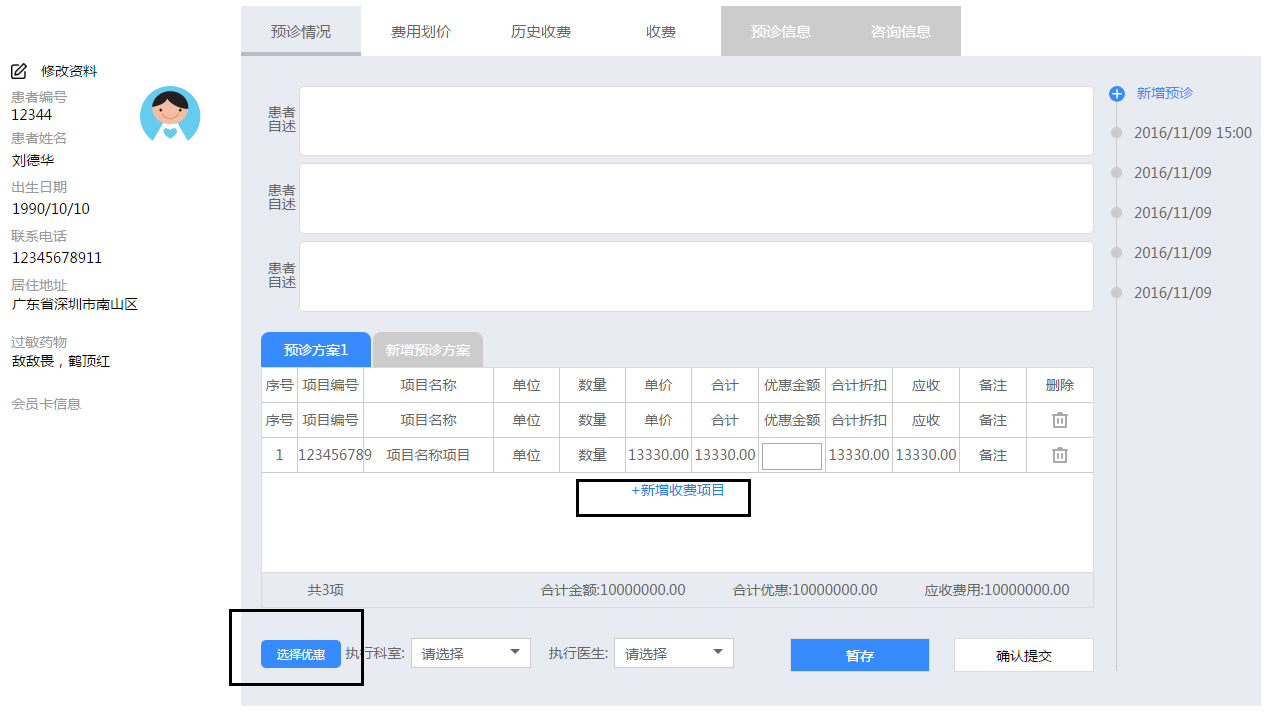 预诊情况 费用划价 历史收费 收费 预诊信息 咨询信息
修改资料
患者编号
12344
患者姓名
刘德华
出生日期
1990/10/10
联系电话
12345678911
居住地址
广东省深圳市南山区
过敏药物
敌敌畏，鹤顶红
会员卡信息
患者
自述
患者
自述
患者
自述
新增预诊
2016/11/09 15:00
2016/11/09
2016/11/09
2016/11/09
2016/11/09
预诊方案1 新增预诊方案
序号 项目编号 项目名称 单位 数量 单价 合计 优惠金额 合计折扣 应收 备注 删除
序号 项目编号 项目名称 单位 数量 单价 合计 优惠金额 合计折扣 应收 备注
1 123456789 项目名称项目 单位 数量 13330.00 13330.00 13330.00 13330.00 备注
+新增收费项目
共3项 合计金额:10000000.00 合计优惠:10000000.00 应收费用:10000000.00
选择优惠 执行科室: 请选择 执行医生: 请选择 暂存 确认提交